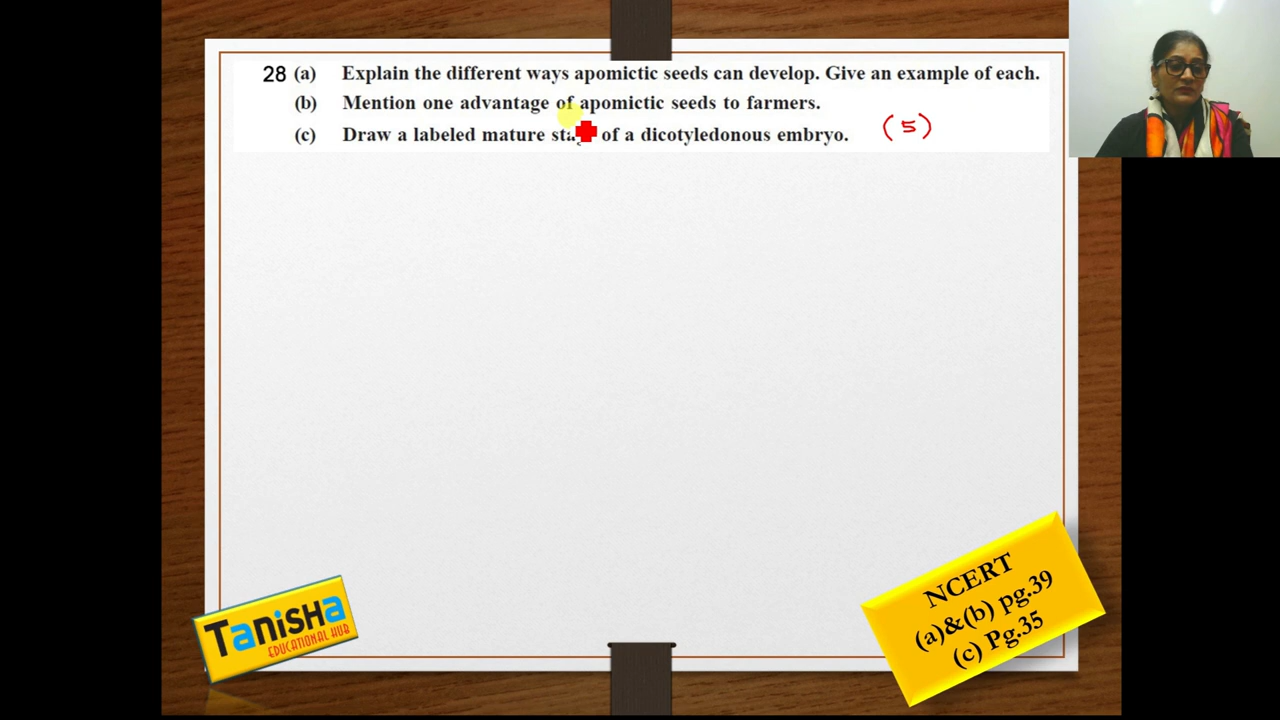 28 (a) Explain the different ways apomictic seeds can develop. Give an example of each.
(b) Mention one advantage of apomictic seeds to farmers.
(c) Draw a labeled mature of a dicotyledonous embryo. (5)
TanisHa
EDUCATIONAL HUB
NCERT
(a)&(b) pg.39
(c) Pg.35